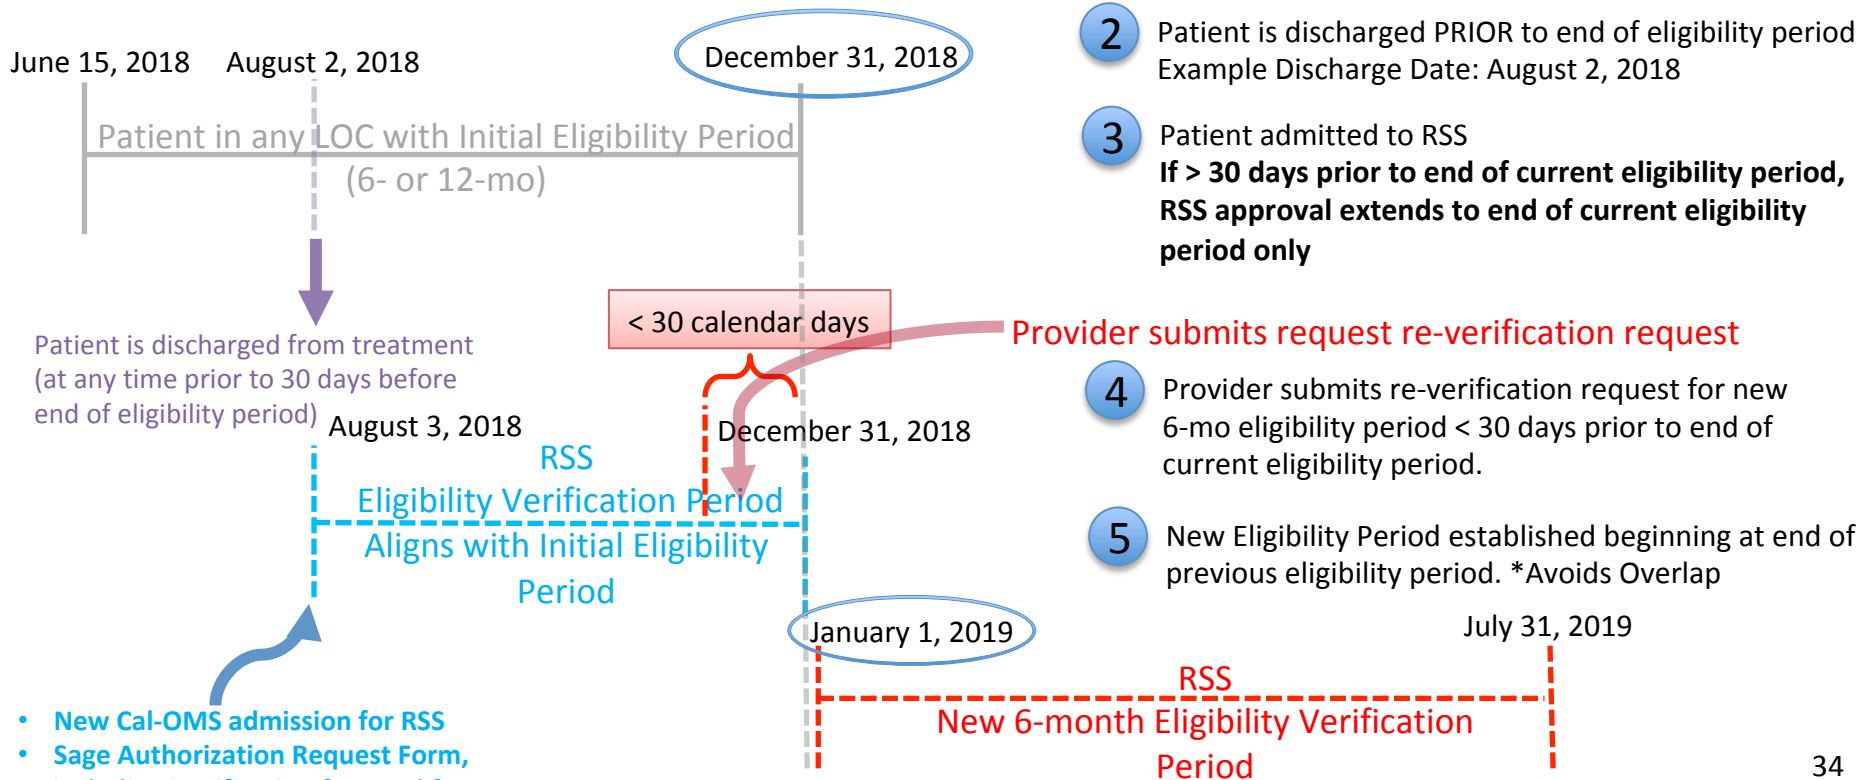 June 15, 2018
August 2, 2018
December 31, 2018
Patient in any LOC with Initial Eligibility Period
(6- or 12-mo)
Patient is discharged from treatment
(at any time prior to 30 days before
end of eligibility period)
< 30 calendar days
August 3, 2018
December 31, 2018
RSS
Eligibility Verification Period
Aligns with Initial Eligibility
Period
• New Cal-OMS admission for RSS
• Sage Authorization Request Form,
2 Patient is discharged PRIOR to end of eligibility period
Example Discharge Date: August 2, 2018
3 Patient admitted to RSS
If > 30 days prior to end of current eligibility period,
RSS approval extends to end of current eligibility
period only
Provider submits request re-verification request
4 Provider submits re-verification request for new
6-mo eligibility period < 30 days prior to end of
current eligibility period.
5 New Eligibility Period established beginning at end of
previous eligibility period. *Avoids Overlap
January 1, 2019
July 31, 2019
RSS
New 6-month Eligibility Verification
Period
34